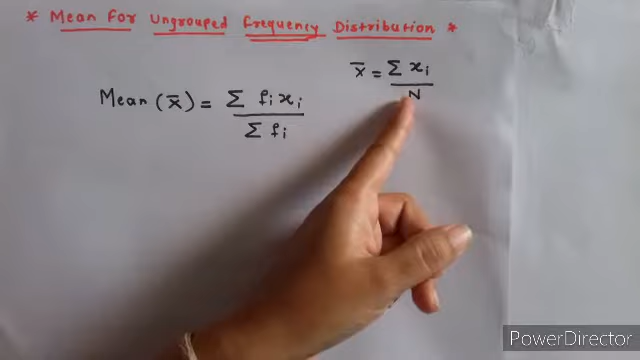 * Mean For Ungrouped Frequency Distribution *
Mean (x̄) = Σ fᵢxᵢ / Σ fᵢ
x̄ = Σ xᵢ / N
PowerDirector